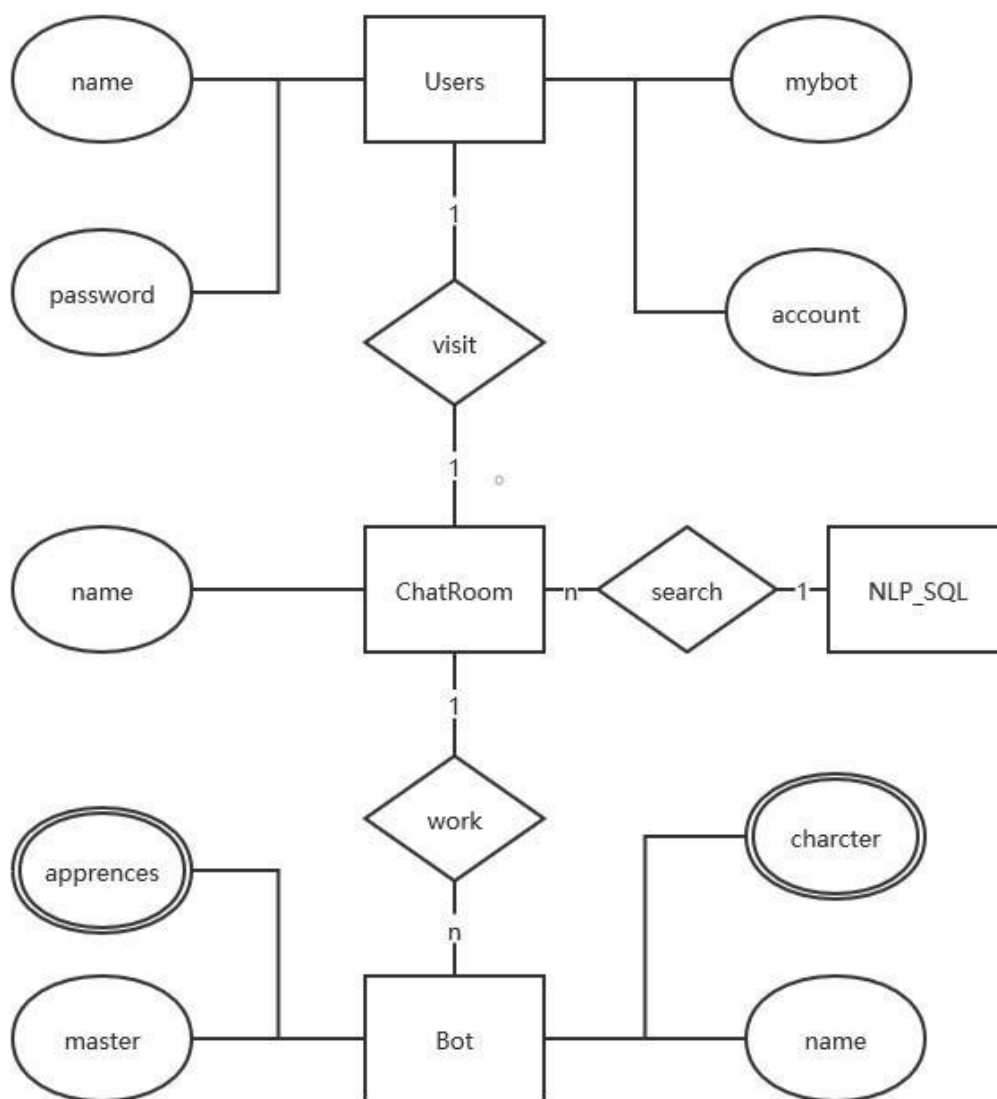 name
Users
mybot
1
password
account
visit
1
name
ChatRoom
n
search
1
NLP_SQL
1
apprences
work
charcter
n
master
Bot
name